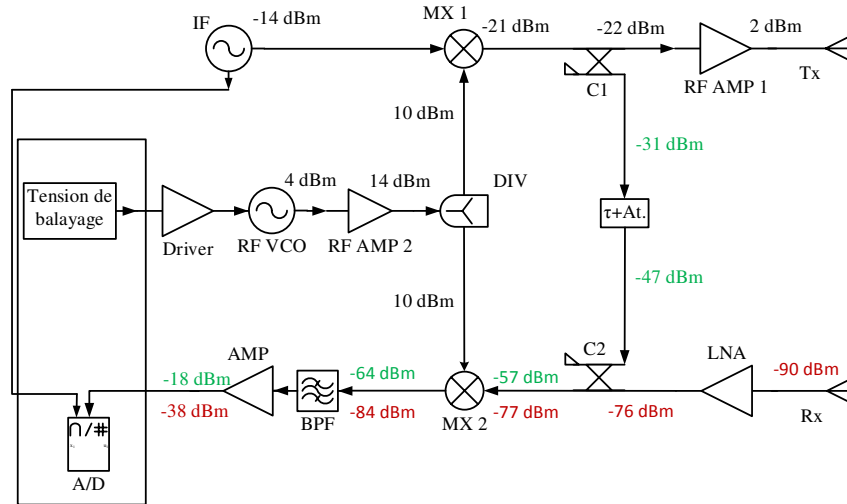 IF
-14 dBm
MX 1
-21 dBm
-22 dBm
2 dBm
C1
RF AMP 1
Tx
10 dBm
-31 dBm
Tension de
balayage
4 dBm
14 dBm
DIV
τ+At.
Driver
RF VCO
RF AMP 2
-47 dBm
10 dBm
AMP
C2
LNA
-18 dBm
-64 dBm
-57 dBm
-90 dBm
-38 dBm
-84 dBm
-77 dBm
-76 dBm
BPF
MX 2
Rx
∩/#
A/D